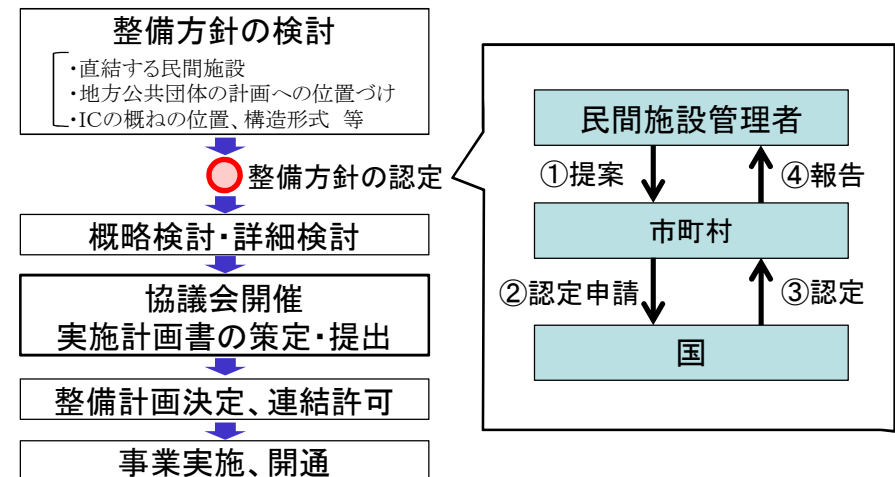 整備方針の検討
・直結する民間施設
・地方公共団体の計画への位置づけ
・ICの概ねの位置、構造形式 等
整備方針の認定
概略検討・詳細検討
協議会開催
実施計画書の策定・提出
整備計画決定、連結許可
事業実施、開通
民間施設管理者
①提案
④報告
市町村
②認定申請
③認定
国